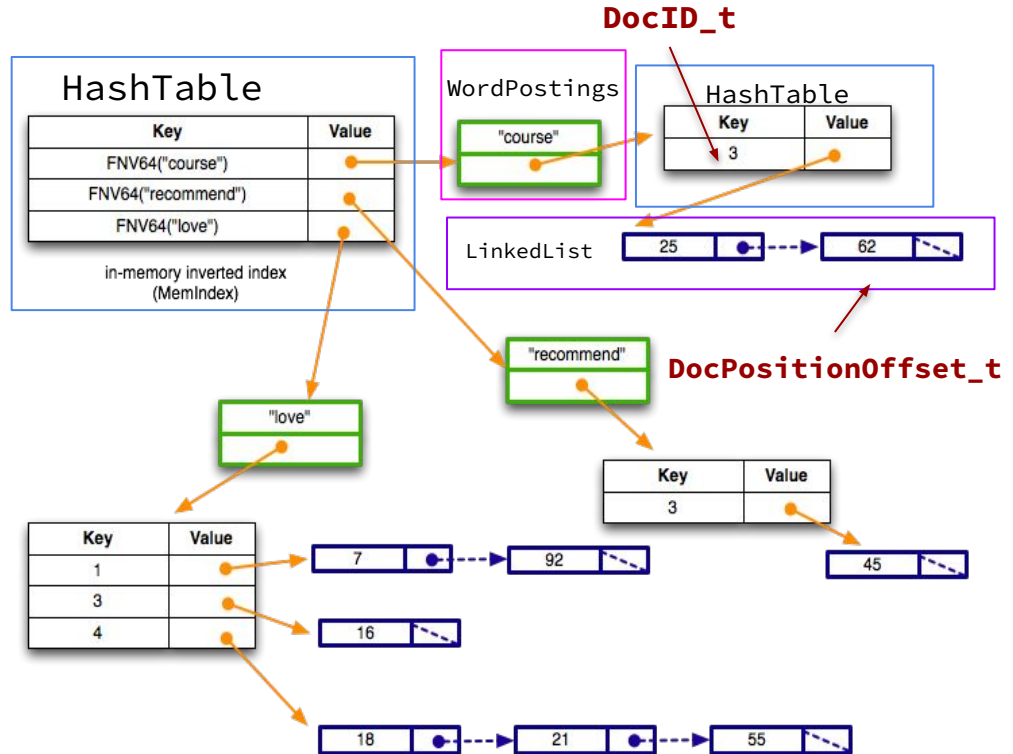 DocID_t
HashTable
Key Value
FNV64("course")
FNV64("recommend")
FNV64("love")
in-memory inverted index
(MemIndex)
WordPostings
"course"
HashTable
Key Value
3
LinkedList
25 62
DocPositionOffset_t
"recommend"
"love"
Key Value
3
45
Key Value
1
3
4
7 92
16
18 21 55